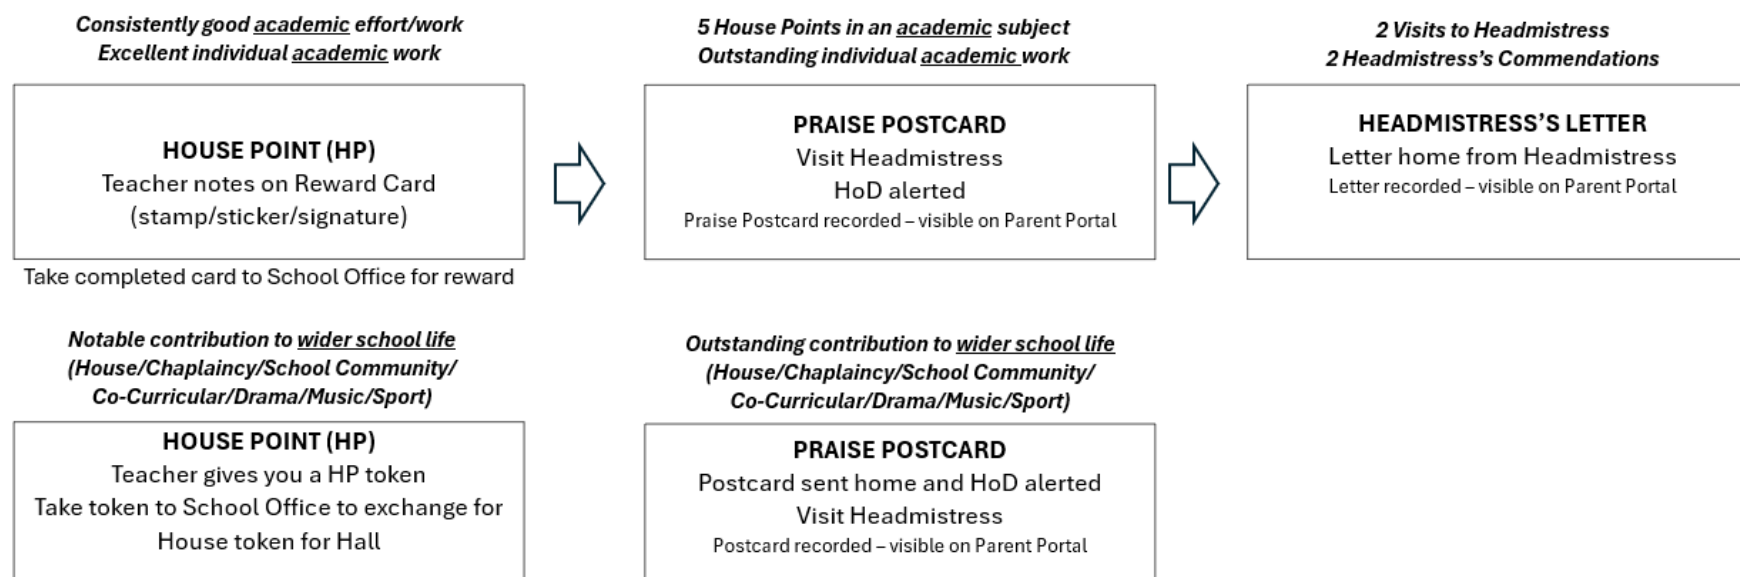 Consistently good academic effort/work
Excellent individual academic work
HOUSE POINT (HP)
Teacher notes on Reward Card
(stamp/sticker/signature)
Take completed card to School Office for reward
5 House Points in an academic subject
Outstanding individual academic work
PRAISE POSTCARD
Visit Headmistress
HoD alerted
Praise Postcard recorded – visible on Parent Portal
2 Visits to Headmistress
2 Headmistress’s Commendations
HEADMISTRESS’S LETTER
Letter home from Headmistress
Letter recorded – visible on Parent Portal
Notable contribution to wider school life
(House/Chaplaincy/School Community/
Co-Curricular/Drama/Music/Sport)
HOUSE POINT (HP)
Teacher gives you a HP token
Take token to School Office to exchange for
House token for Hall
Outstanding contribution to wider school life
(House/Chaplaincy/School Community/
Co-Curricular/Drama/Music/Sport)
PRAISE POSTCARD
Postcard sent home and HoD alerted
Visit Headmistress
Postcard recorded – visible on Parent Portal